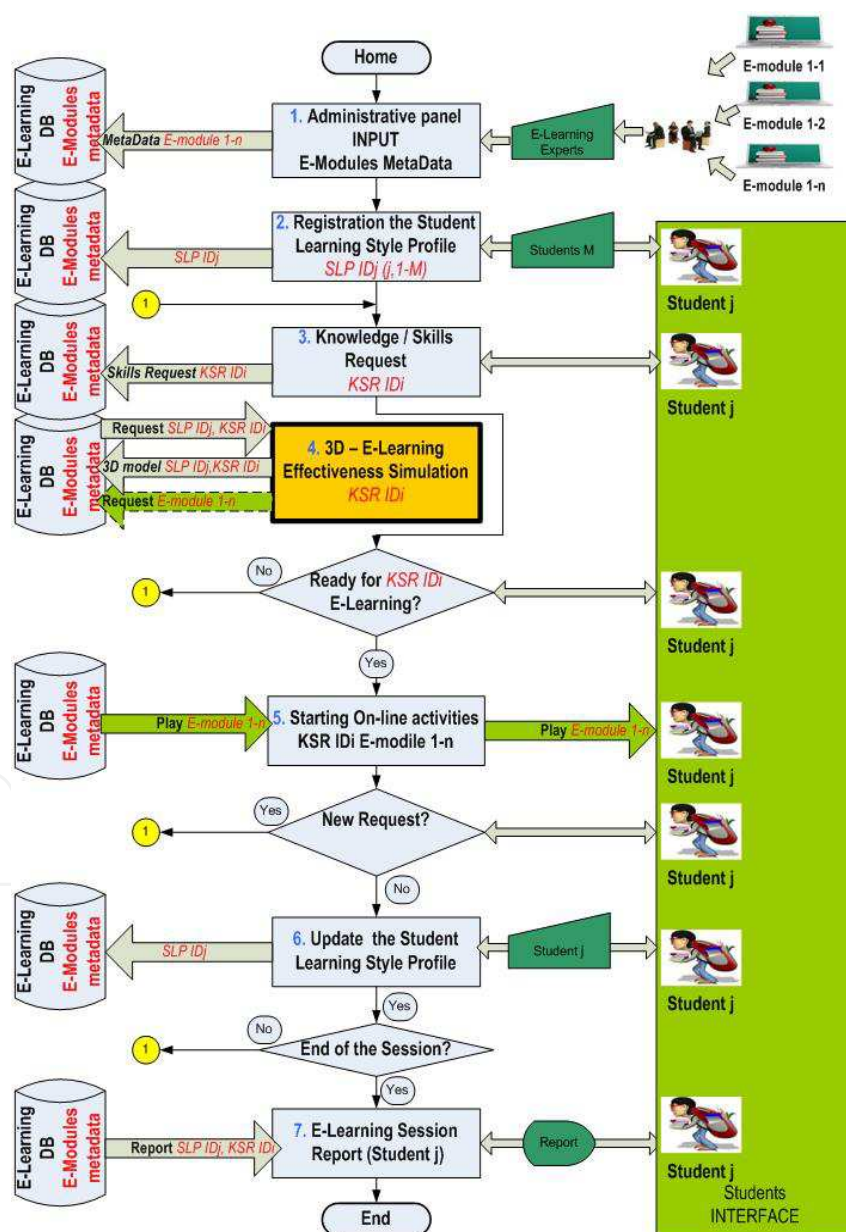 Home
E-module 1-1
E-module 1-2
E-module 1-n
E-Learning
DB
E-Modules
metadata
MetaData E-module 1-n
1. Administrative panel
INPUT
E-Modules MetaData
E-Learning
Experts
E-Learning
DB
E-Modules
metadata
SLP IDj
2. Registration the Student
Learning Style Profile
SLP IDj (j,1-M)
Students M
Student j
1
E-Learning
DB
E-Modules
metadata
Skills Request KSR IDi
3. Knowledge / Skills
Request
KSR IDi
Student j
E-Learning
DB
E-Modules
metadata
Request SLP IDj, KSR IDi
3D model SLP IDj,KSR IDi
Request E-module 1-n
4. 3D – E-Learning
Effectiveness Simulation
KSR IDi
No
1
Ready for KSR IDi
E-Learning?
Student j
Yes
E-Learning
DB
E-Modules
metadata
Play E-module 1-n
5. Starting On-line activities
KSR IDi E-modile 1-n
Play E-module 1-n
Student j
Yes
1
New Request?
Student j
No
E-Learning
DB
E-Modules
metadata
SLP IDj
6. Update the Student
Learning Style Profile
Student j
Student j
Yes
No
1
End of the Session?
Yes
E-Learning
DB
E-Modules
metadata
Report SLP IDj, KSR IDi
7. E-Learning Session
Report (Student j)
Report
Student j
Students
INTERFACE
End